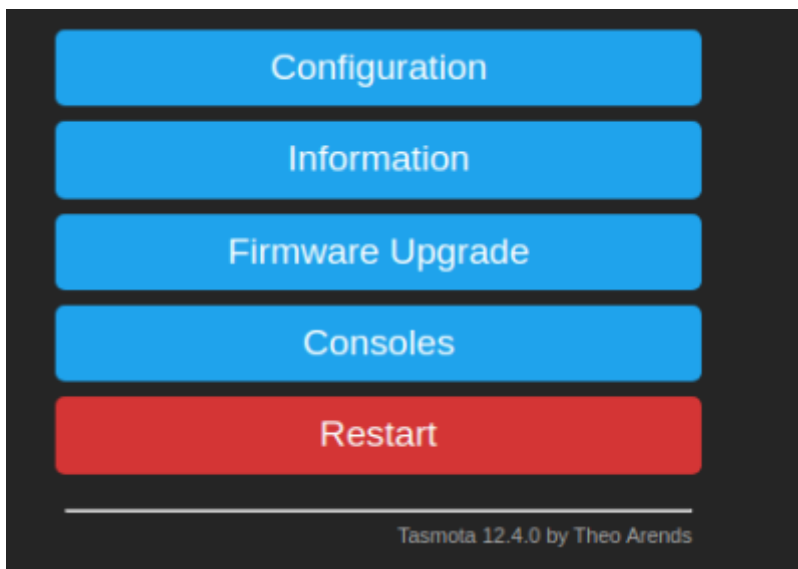 Configuration
Information
Firmware Upgrade
Consoles
Restart
Tasmota 12.4.0 by Theo Arends